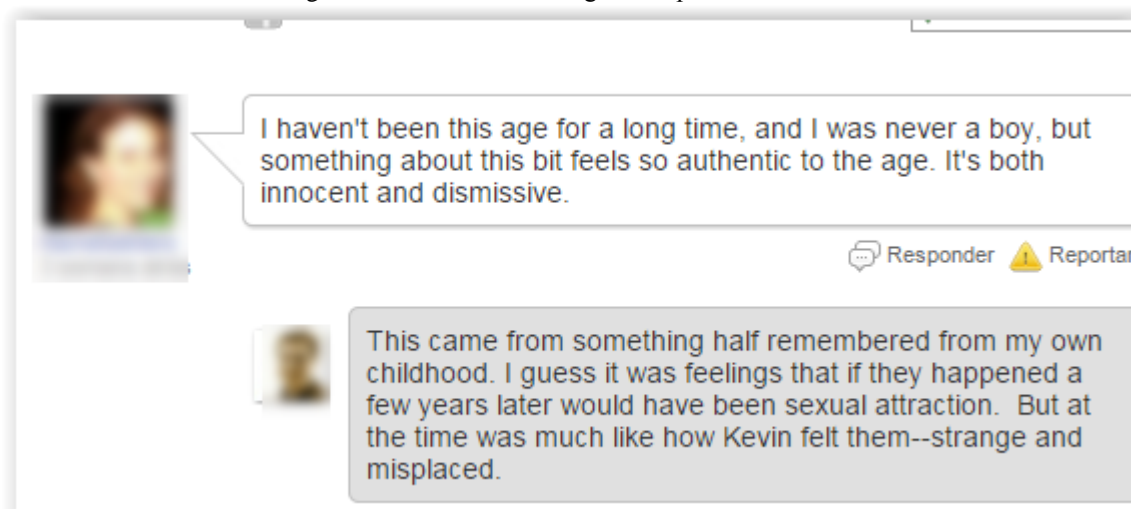 I haven't been this age for a long time, and I was never a boy, but
something about this bit feels so authentic to the age. It's both
innocent and dismissive.
Responder Reportar
This came from something half remembered from my own
childhood. I guess it was feelings that if they happened a
few years later would have been sexual attraction.  But at
the time was much like how Kevin felt them--strange and
misplaced.